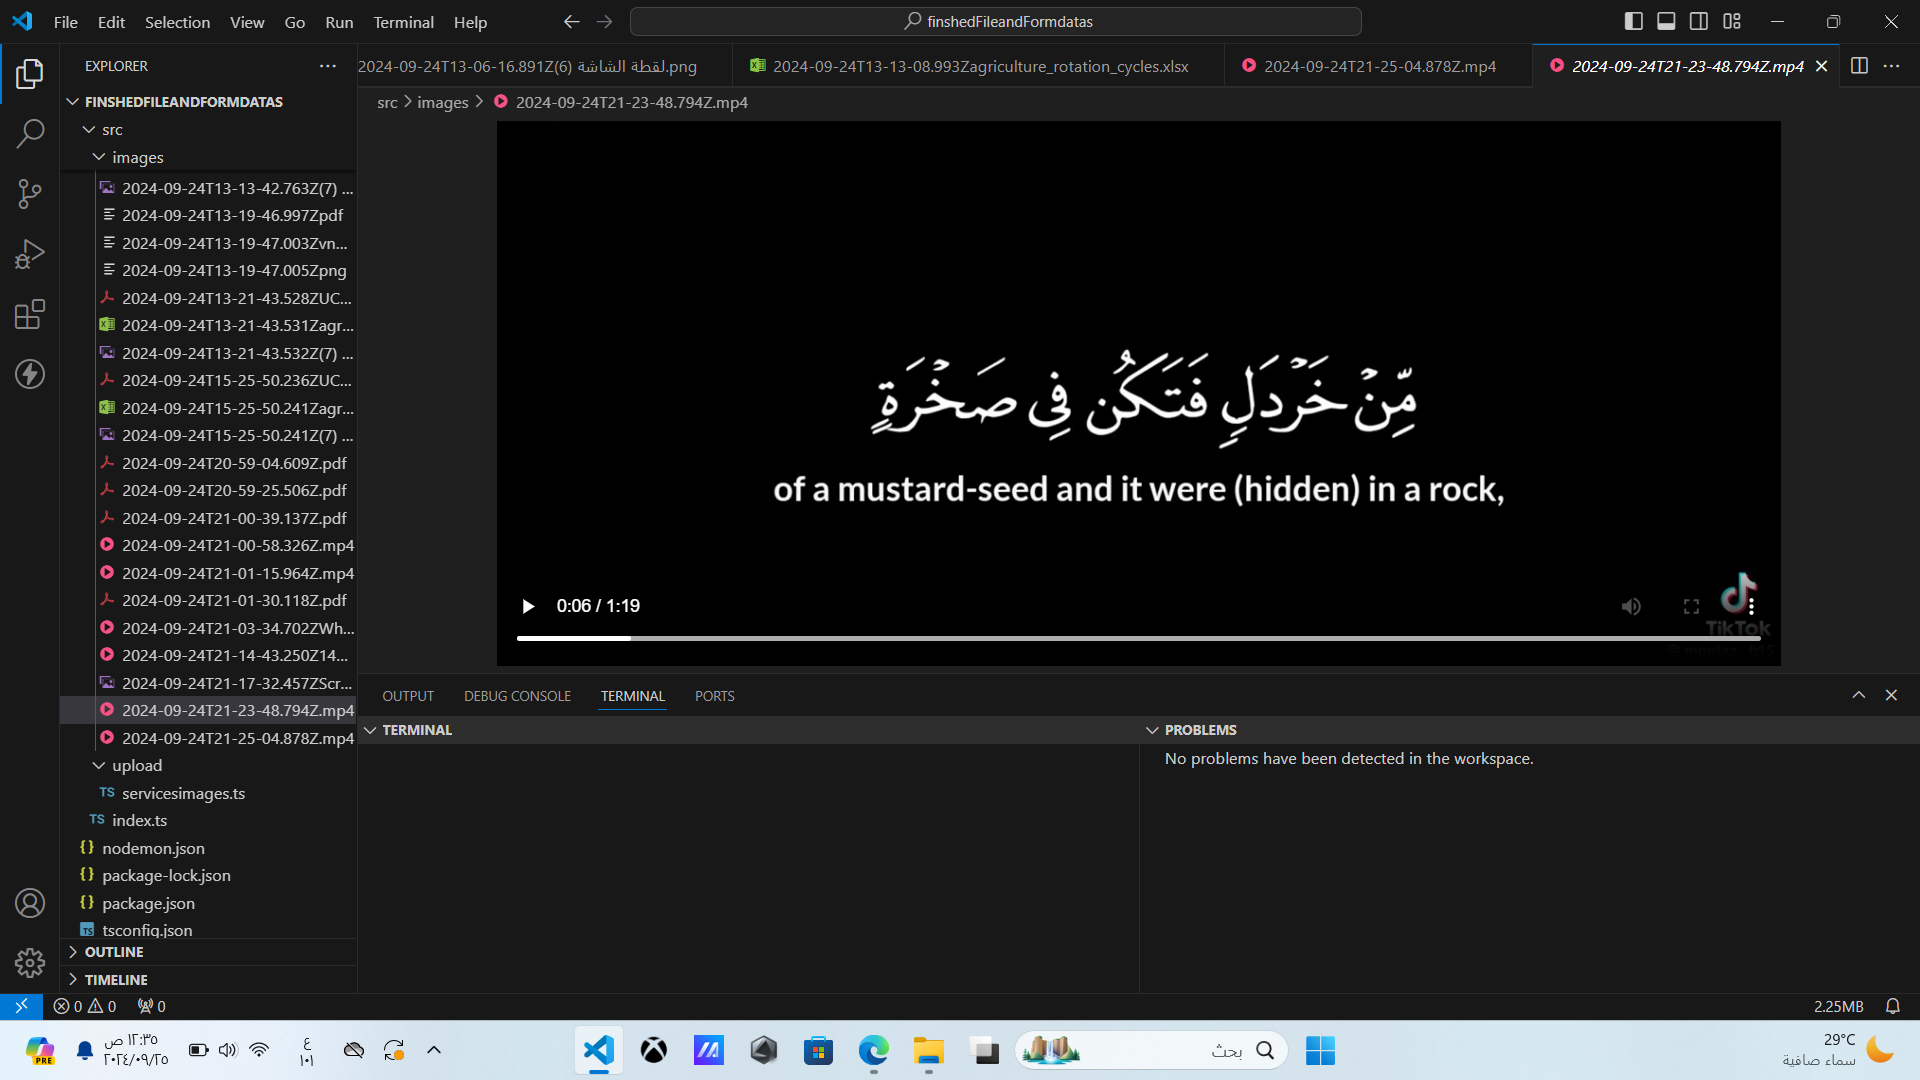 File Edit Selection View Go Run Terminal Help
finshedFileandFormdatas
EXPLORER
2024-09-24T13-06-16.891Z(6) لقطة الشاشة.png
2024-09-24T13-13-08.993Zagriculture_rotation_cycles.xlsx
2024-09-24T21-25-04.878Z.mp4
2024-09-24T21-23-48.794Z.mp4
src > images > 2024-09-24T21-23-48.794Z.mp4
FINSHEDFILEANDFORMDATAS
src
images
2024-09-24T13-13-42.763Z(7) ...
2024-09-24T13-19-46.997Zpdf
2024-09-24T13-19-47.003Zvn...
2024-09-24T13-19-47.005Zpng
2024-09-24T13-21-43.528ZUC...
2024-09-24T13-21-43.531Zagr...
2024-09-24T13-21-43.532Z(7) ...
2024-09-24T15-25-50.236ZUC...
2024-09-24T15-25-50.241Zagr...
2024-09-24T15-25-50.241Z(7) ...
2024-09-24T20-59-04.609Z.pdf
2024-09-24T20-59-25.506Z.pdf
2024-09-24T21-00-39.137Z.pdf
2024-09-24T21-00-58.326Z.mp4
2024-09-24T21-01-15.964Z.mp4
2024-09-24T21-01-30.118Z.pdf
2024-09-24T21-03-34.702ZWh...
2024-09-24T21-14-43.250Z14...
2024-09-24T21-17-32.457ZScr...
2024-09-24T21-23-48.794Z.mp4
2024-09-24T21-25-04.878Z.mp4
upload
TS servicesimages.ts
TS index.ts
{} nodemon.json
{} package-lock.json
{} package.json
TS tsconfig.json
OUTLINE
TIMELINE
مِّنْ خَرْدَلٍ فَتَكُن فِى صَخْرَةٍ
of a mustard-seed and it were (hidden) in a rock,
0:06 / 1:19
TikTok
OUTPUT DEBUG CONSOLE TERMINAL PORTS
TERMINAL
PROBLEMS
No problems have been detected in the workspace.
0 0 0
2.25MB
PRE
١٢:٣٥ ص
٢٠٢٤/٠٩/٢٥
ع
١٠١
بحث
29°C
سماء صافية